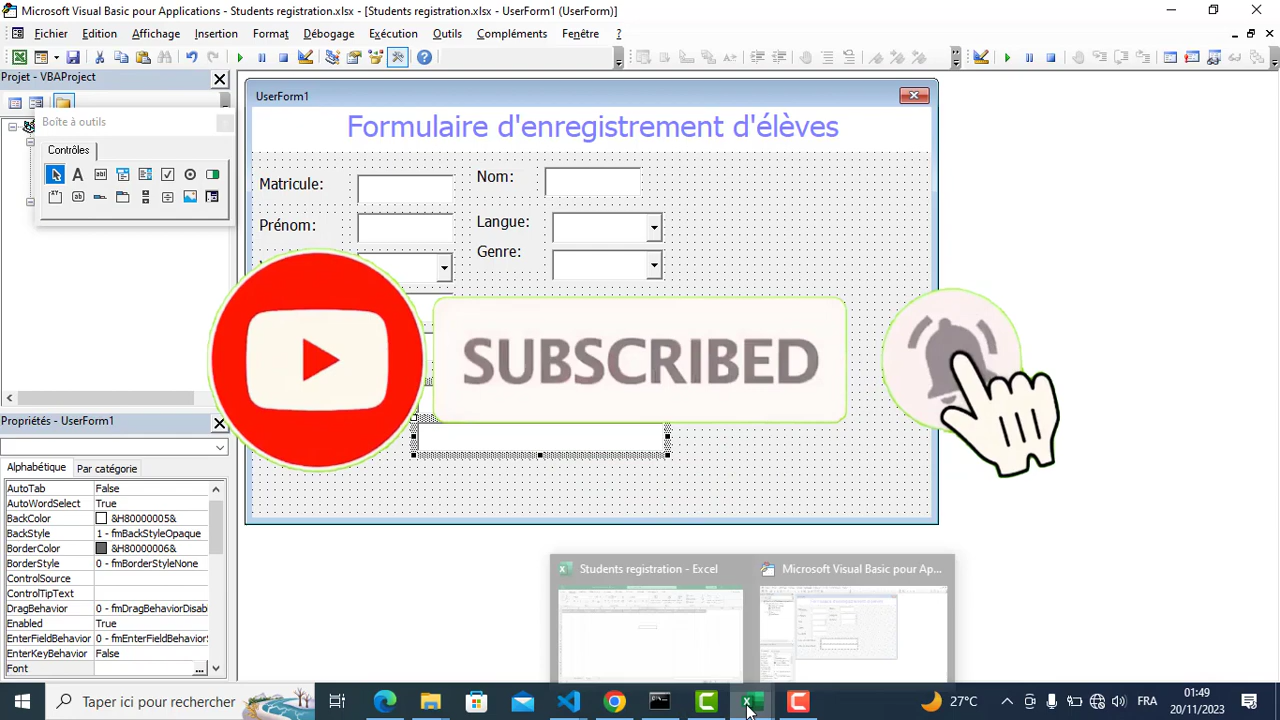 Microsoft Visual Basic pour Applications - Students registration.xlsx - [Students registration.xlsx - UserForm1 (UserForm)]
Fichier Edition Affichage Insertion Format Débogage Exécution Outils Compléments Fenêtre ?
Projet - VBAProject
Boîte à outils
Contrôles
UserForm1
Formulaire d'enregistrement d'élèves
Matricule:
Nom:
Prénom:
Langue:
Genre:
SUBSCRIBED
Propriétés - UserForm1
Alphabétique Par catégorie
AutoTab False
AutoWordSelect True
BackColor &H80000005&
BackStyle 1 - fmBackStyleOpaque
BorderColor &H80000006&
BorderStyle 0 - fmBorderStyleNone
ControlSource
ControlTipText
DragBehavior 0 - fmDragBehaviorDisab
Enabled True
EnterFieldBehavior 0 - fmEnterFieldBehavior
EnterKeyBehavior False
Font ...
Students registration - Excel
Microsoft Visual Basic pour Ap...
Taper ici pour rechercher
27°C
FRA
01:49
20/11/2023